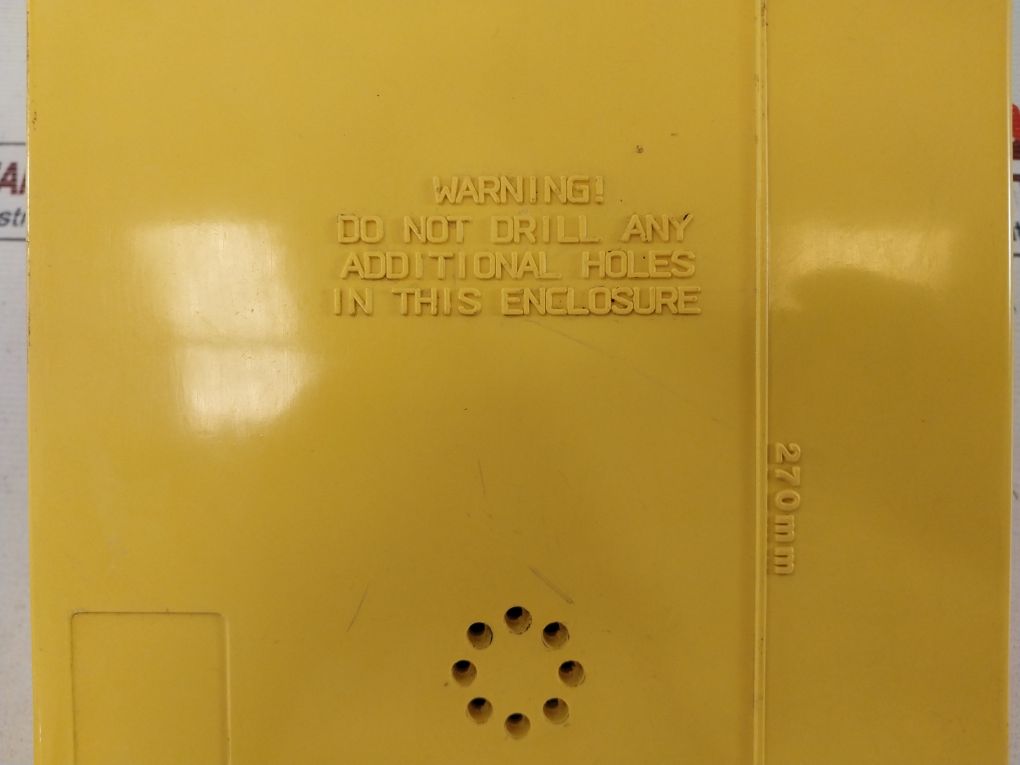 WARNING!
DO NOT DRILL ANY
ADDITIONAL HOLES
IN THIS ENCLOSURE
270mm